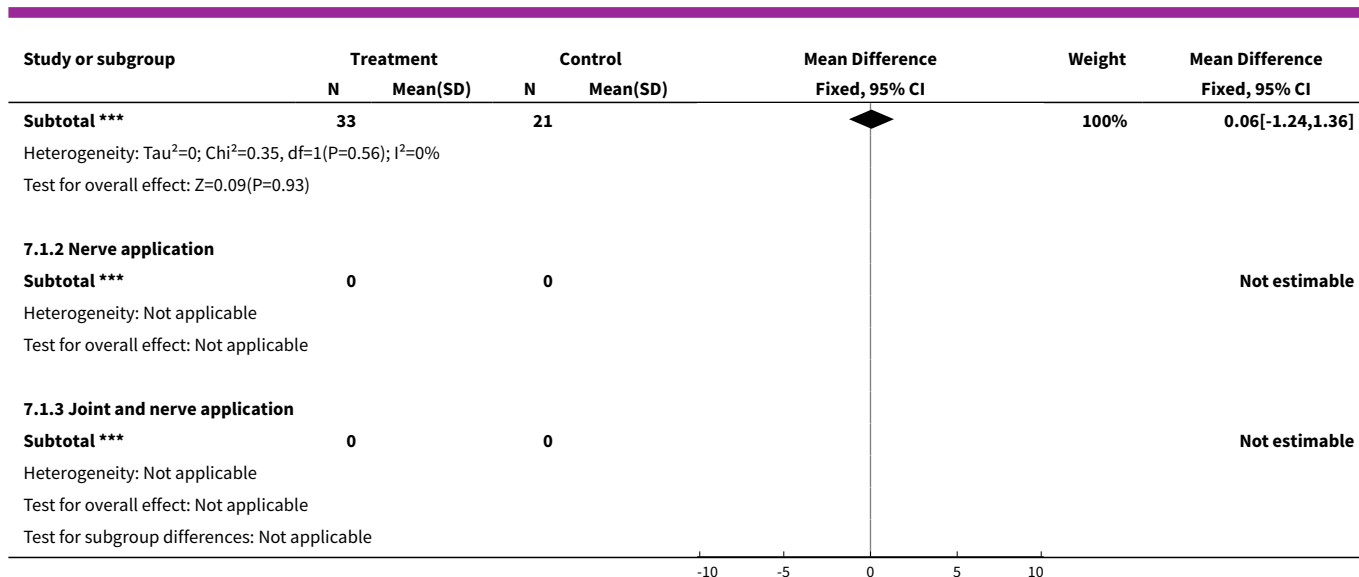 Study or subgroup Treatment Control Mean Difference Weight Mean Difference
N Mean(SD) N Mean(SD) Fixed, 95% CI Fixed, 95% CI
Subtotal *** 33 21 100% 0.06[-1.24,1.36]
Heterogeneity: Tau²=0; Chi²=0.35, df=1(P=0.56); I²=0%
Test for overall effect: Z=0.09(P=0.93)
7.1.2 Nerve application
Subtotal *** 0 0 Not estimable
Heterogeneity: Not applicable
Test for overall effect: Not applicable
7.1.3 Joint and nerve application
Subtotal *** 0 0 Not estimable
Heterogeneity: Not applicable
Test for overall effect: Not applicable
Test for subgroup differences: Not applicable
-10 -5 0 5 10